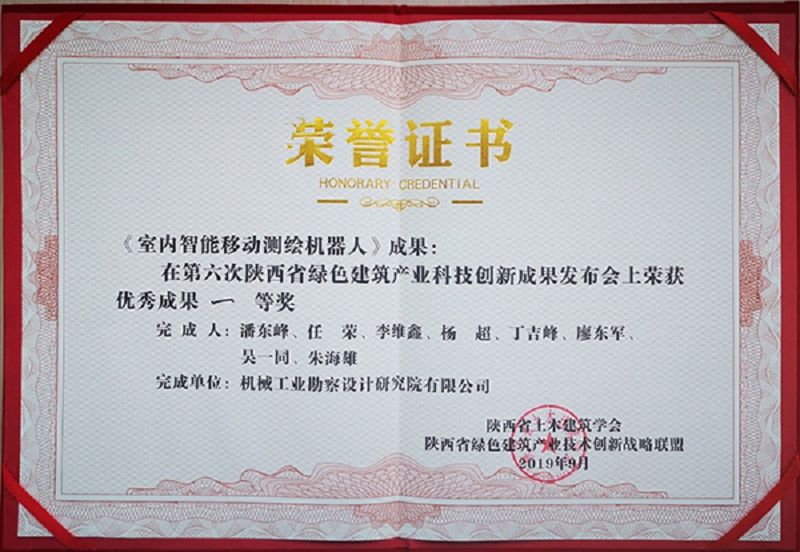 荣誉证书
HONORARY CREDENTIAL
《室内智能移动测绘机器人》成果：
在第六次陕西省绿色建筑产业科技创新成果发布会上荣获
优秀成果 一 等奖
完 成 人：潘东峰、任 荣、李维鑫、杨 超、丁吉峰、廖东军、
吴一同、朱海雄
完成单位：机械工业勘察设计研究院有限公司
陕西省土木建筑学会
陕西省绿色建筑产业技术创新战略联盟
2019年9月